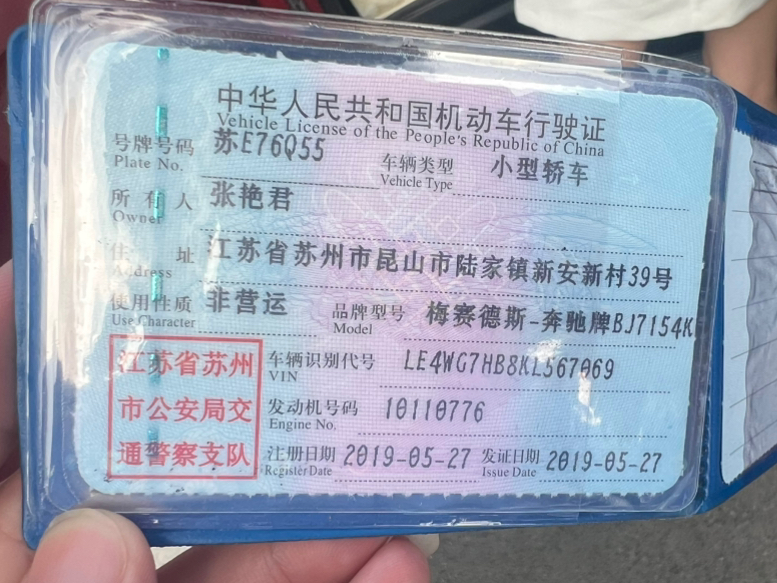 中华人民共和国机动车行驶证
Vehicle License of the People's Republic of China
号牌号码 苏E76Q55 车辆类型 小型轿车
Plate No. Vehicle Type
所有人 张艳君
Owner
住址 江苏省苏州市昆山市陆家镇新安新村39号
Address
使用性质 非营运 品牌型号 梅赛德斯-奔驰牌BJ7154K
Use Character Model
江苏省苏州 车辆识别代号 LE4WG7HB8KL567069
VIN
市公安局交 发动机号码 10110776
Engine No.
通警察支队 注册日期 2019-05-27 发证日期 2019-05-27
Register Date Issue Date